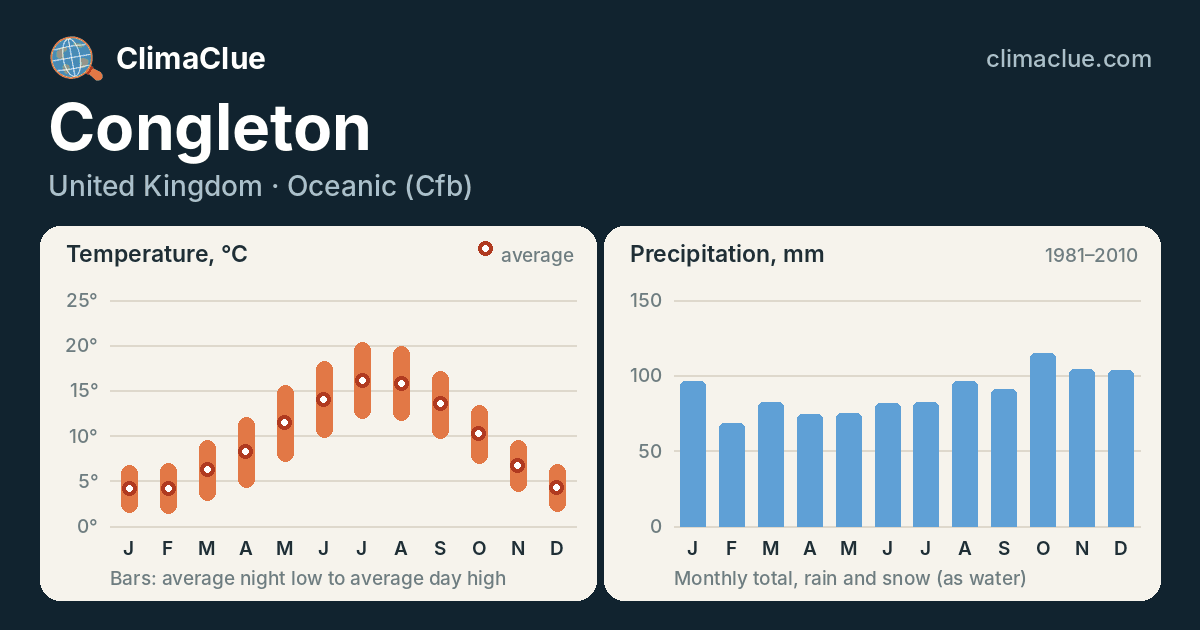 ClimaClue
climaclue.com
Congleton
United Kingdom · Oceanic (Cfb)
Temperature, °C
average
25°
20°
15°
10°
5°
0°
J F M A M J J A S O N D
Bars: average night low to average day high
Precipitation, mm
1981–2010
150
100
50
0
J F M A M J J A S O N D
Monthly total, rain and snow (as water)